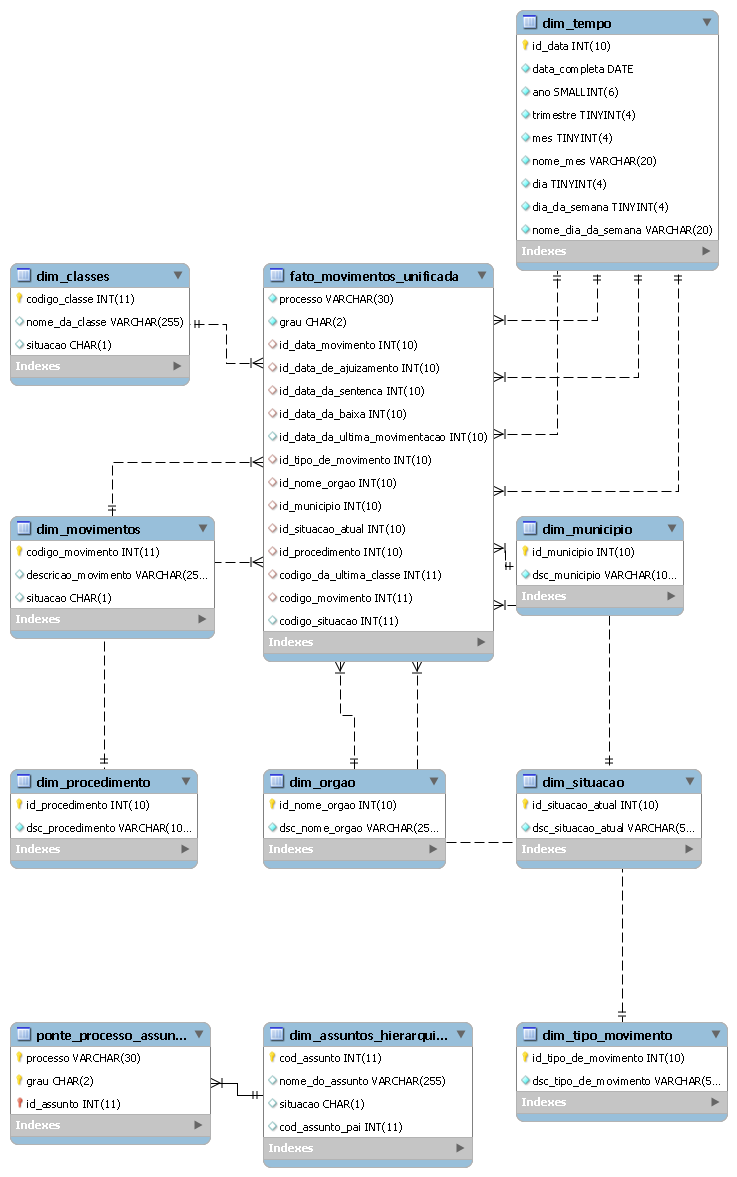 dim_tempo
id_data INT(10)
data_completa DATE
ano SMALLINT(6)
trimestre TINYINT(4)
mes TINYINT(4)
nome_mes VARCHAR(20)
dia TINYINT(4)
dia_da_semana TINYINT(4)
nome_dia_da_semana VARCHAR(20)
Indexes
dim_classes
codigo_classe INT(11)
nome_da_classe VARCHAR(255)
situacao CHAR(1)
Indexes
fato_movimentos_unificada
processo VARCHAR(30)
grau CHAR(2)
id_data_movimento INT(10)
id_data_de_ajuizamento INT(10)
id_data_da_sentenca INT(10)
id_data_da_baixa INT(10)
id_data_da_ultima_movimentacao INT(10)
id_tipo_de_movimento INT(10)
id_nome_orgao INT(10)
id_municipio INT(10)
id_situacao_atual INT(10)
id_procedimento INT(10)
codigo_da_ultima_classe INT(11)
codigo_movimento INT(11)
codigo_situacao INT(11)
Indexes
dim_movimentos
codigo_movimento INT(11)
descricao_movimento VARCHAR(25...
situacao CHAR(1)
Indexes
dim_municipio
id_municipio INT(10)
dsc_municipio VARCHAR(10...
Indexes
dim_procedimento
id_procedimento INT(10)
dsc_procedimento VARCHAR(10...
Indexes
dim_orgao
id_nome_orgao INT(10)
dsc_nome_orgao VARCHAR(25...
Indexes
dim_situacao
id_situacao_atual INT(10)
dsc_situacao_atual VARCHAR(5...
Indexes
ponte_processo_assun...
processo VARCHAR(30)
grau CHAR(2)
id_assunto INT(11)
Indexes
dim_assuntos_hierarqui...
cod_assunto INT(11)
nome_do_assunto VARCHAR(255)
situacao CHAR(1)
cod_assunto_pai INT(11)
Indexes
dim_tipo_movimento
id_tipo_de_movimento INT(10)
dsc_tipo_de_movimento VARCHAR(5...
Indexes